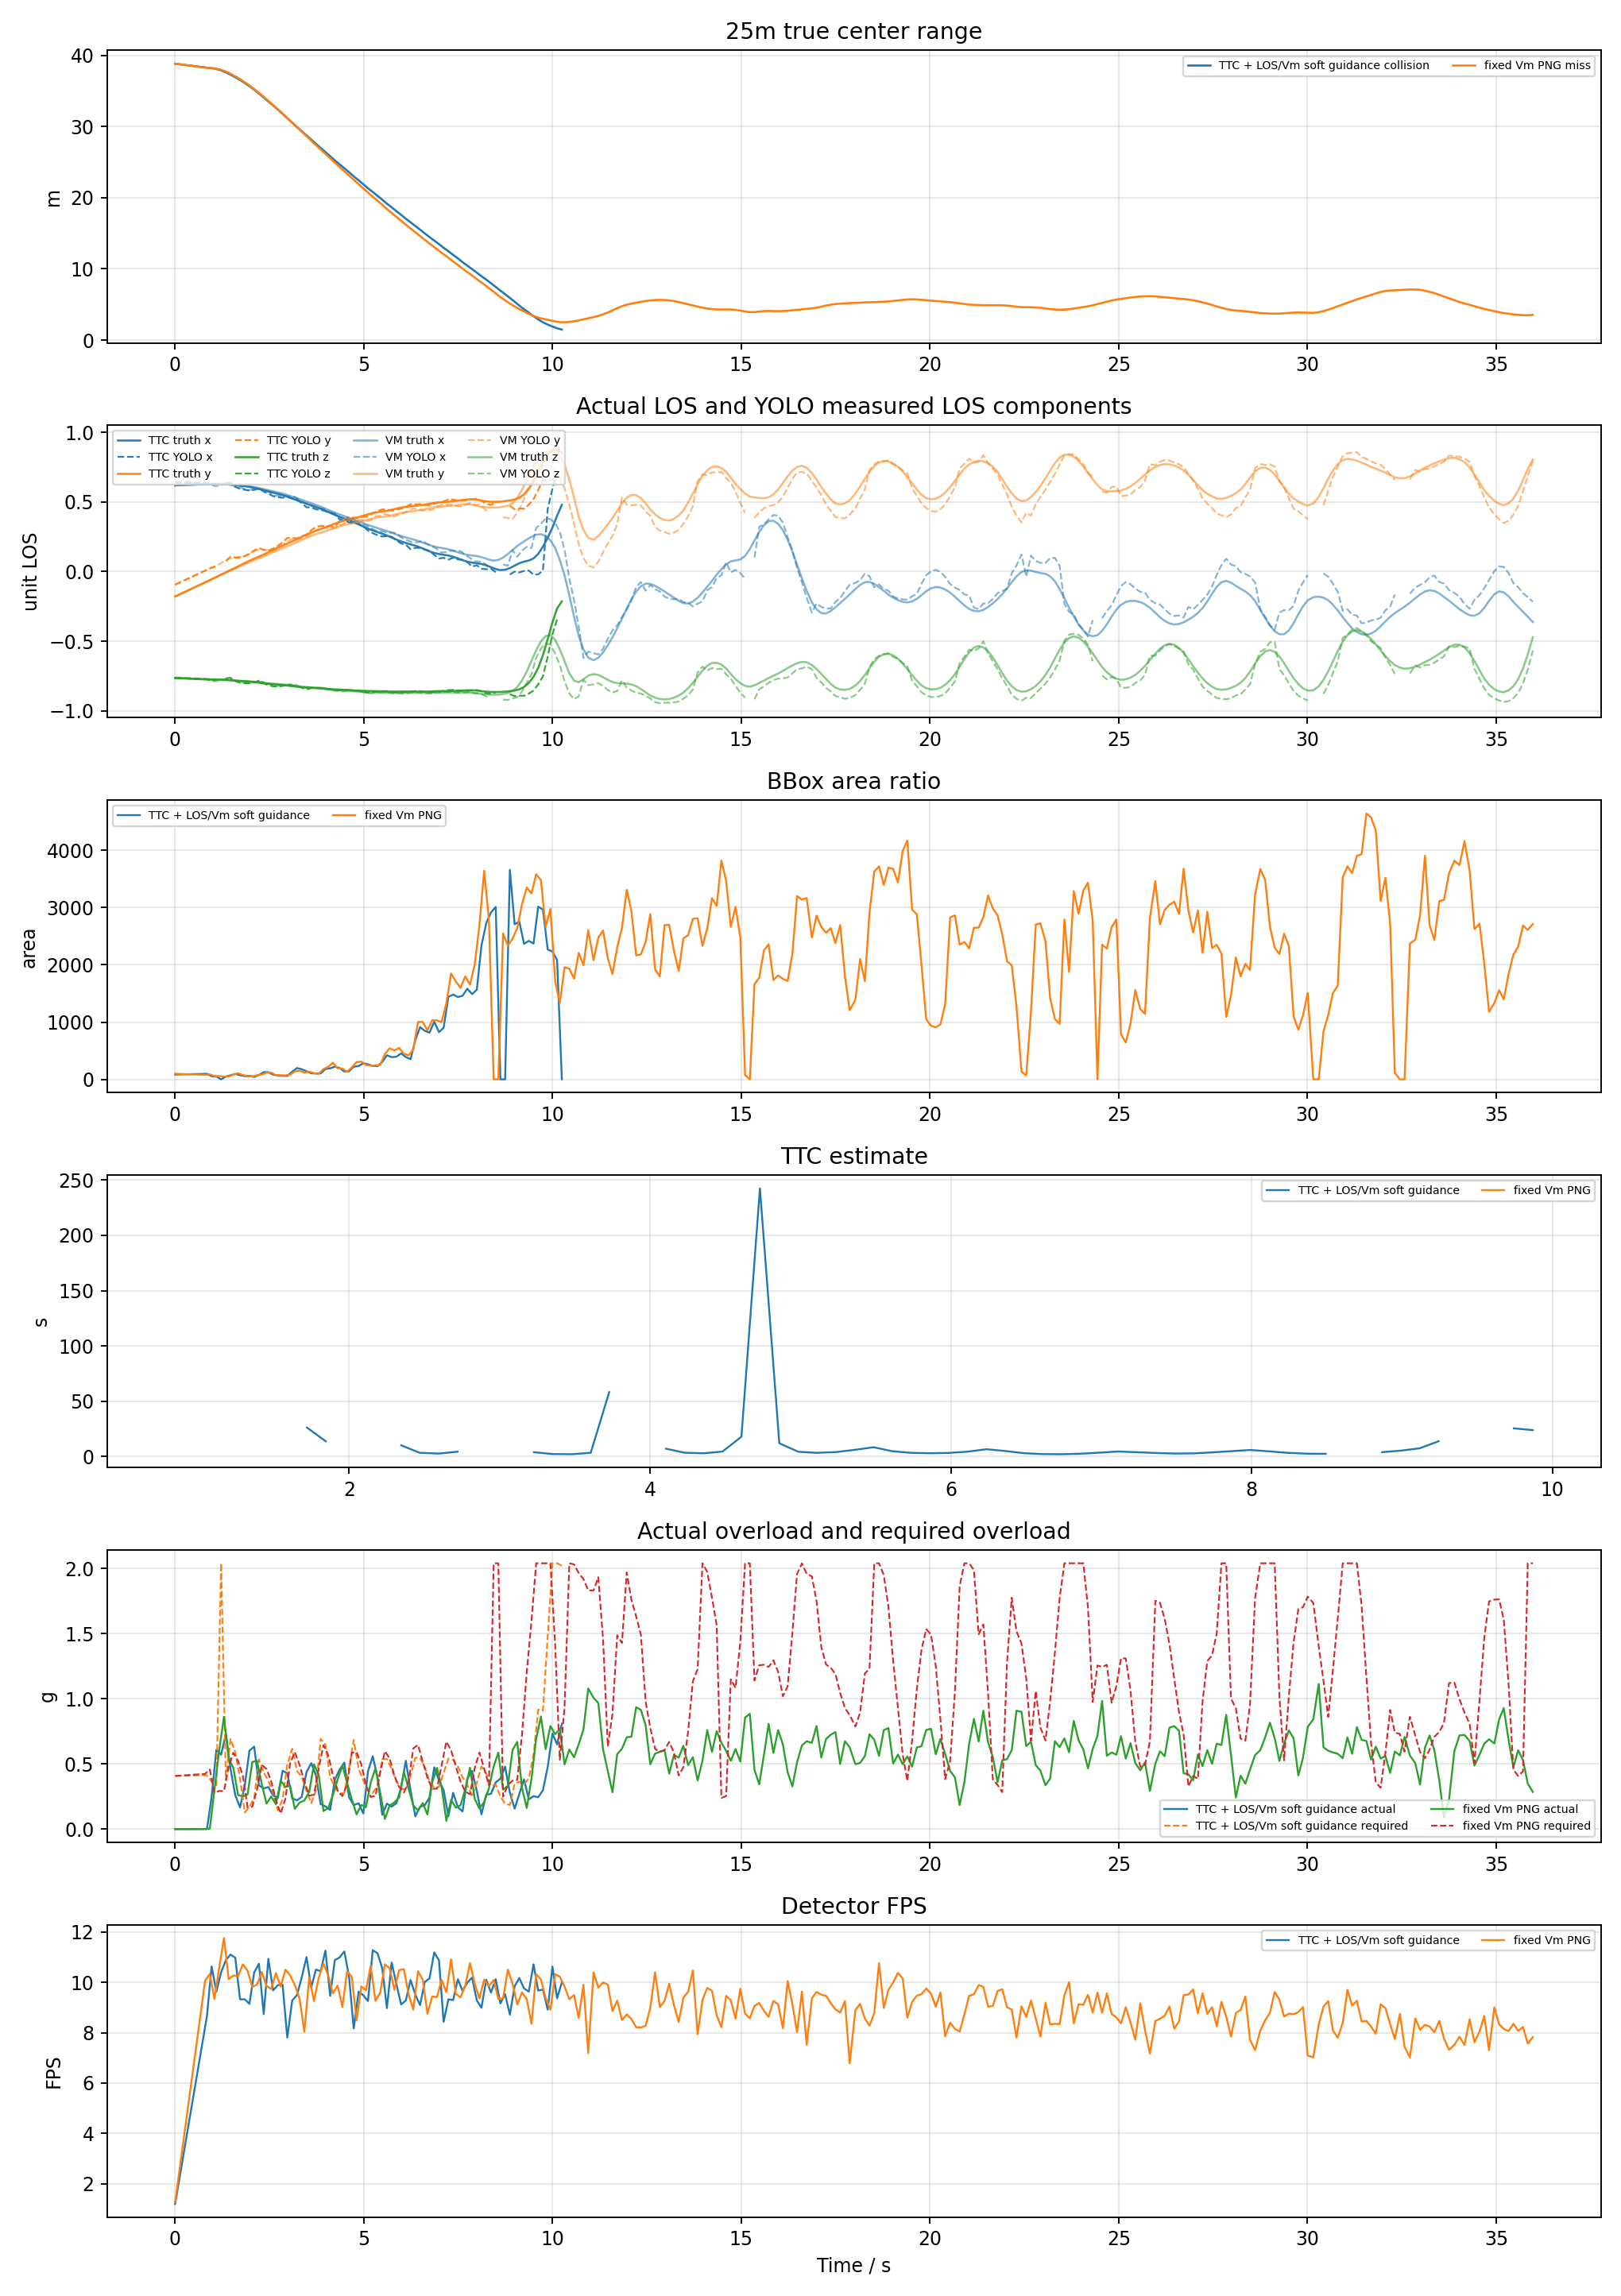 25m true center range
TTC + LOS/Vm soft guidance collision fixed Vm PNG miss
m
40
30
20
10
0
0 5 10 15 20 25 30 35
Actual LOS and YOLO measured LOS components
TTC truth x TTC YOLO y VM truth x VM YOLO y
TTC YOLO x TTC truth z VM YOLO x VM truth z
TTC truth y TTC YOLO z VM truth y VM YOLO z
unit LOS
1.0
0.5
0.0
−0.5
−1.0
0 5 10 15 20 25 30 35
BBox area ratio
TTC + LOS/Vm soft guidance fixed Vm PNG
area
4000
3000
2000
1000
0
0 5 10 15 20 25 30 35
TTC estimate
TTC + LOS/Vm soft guidance fixed Vm PNG
s
250
200
150
100
50
0
2 4 6 8 10
Actual overload and required overload
g
2.0
1.5
1.0
0.5
0.0
TTC + LOS/Vm soft guidance actual fixed Vm PNG actual
TTC + LOS/Vm soft guidance required fixed Vm PNG required
0 5 10 15 20 25 30 35
Detector FPS
TTC + LOS/Vm soft guidance fixed Vm PNG
FPS
12
10
8
6
4
2
0 5 10 15 20 25 30 35
Time / s